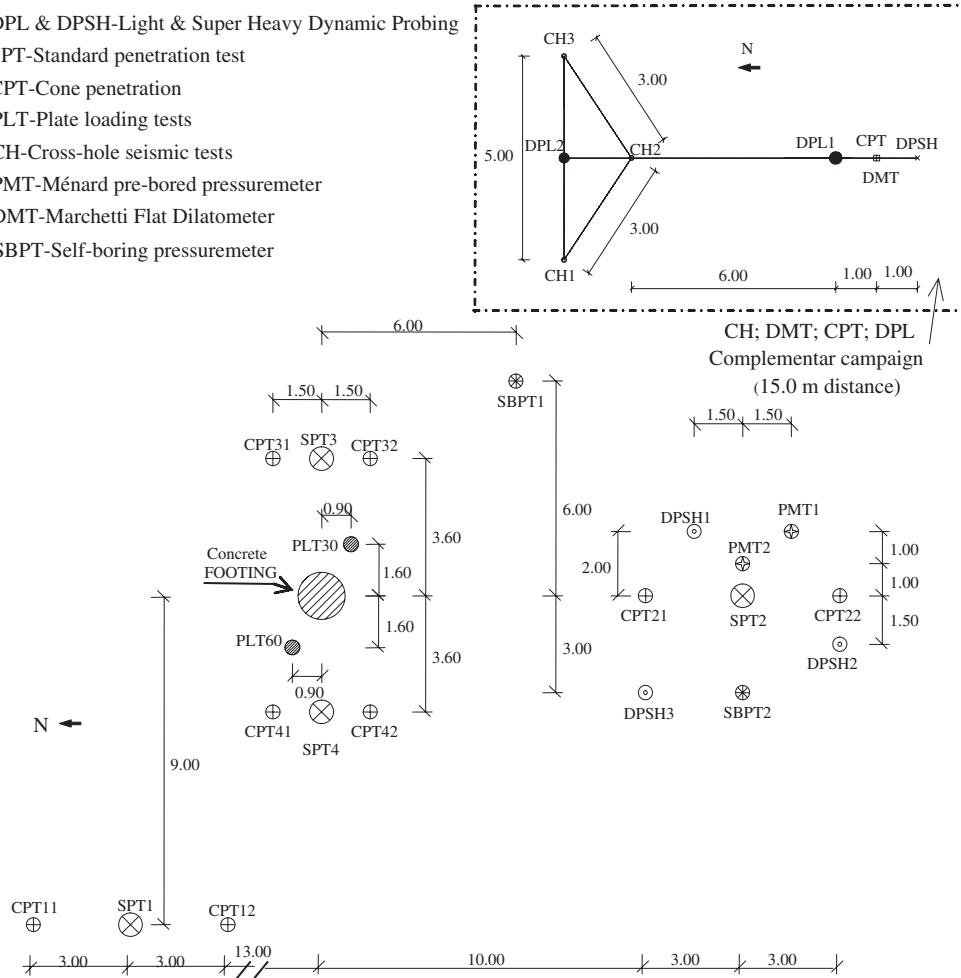 DPL & DPSH-Light & Super Heavy Dynamic Probing
SPT-Standard penetration test
CPT-Cone penetration
PLT-Plate loading tests
CH-Cross-hole seismic tests
PMT-Ménard pre-bored pressuremeter
DMT-Marchetti Flat Dilatometer
SBPT-Self-boring pressuremeter
CH3
N
3.00
5.00
DPL2
CH2
DPL1
CPT
DPSH
DMT
3.00
CH1
6.00
1.00
1.00
CH; DMT; CPT; DPL
Complementar campaign
(15.0 m distance)
6.00
1.50
1.50
SBPT1
1.50
1.50
CPT31
SPT3
CPT32
0.90
3.60
6.00
DPSH1
PMT1
PLT30
Concrete
FOOTING
1.60
2.00
PMT2
1.00
1.00
CPT21
SPT2
CPT22
1.60
1.50
PLT60
3.60
3.00
DPSH2
0.90
DPSH3
SBPT2
N
CPT41
SPT4
CPT42
9.00
CPT11
SPT1
CPT12
3.00
3.00
13.00
10.00
3.00
3.00